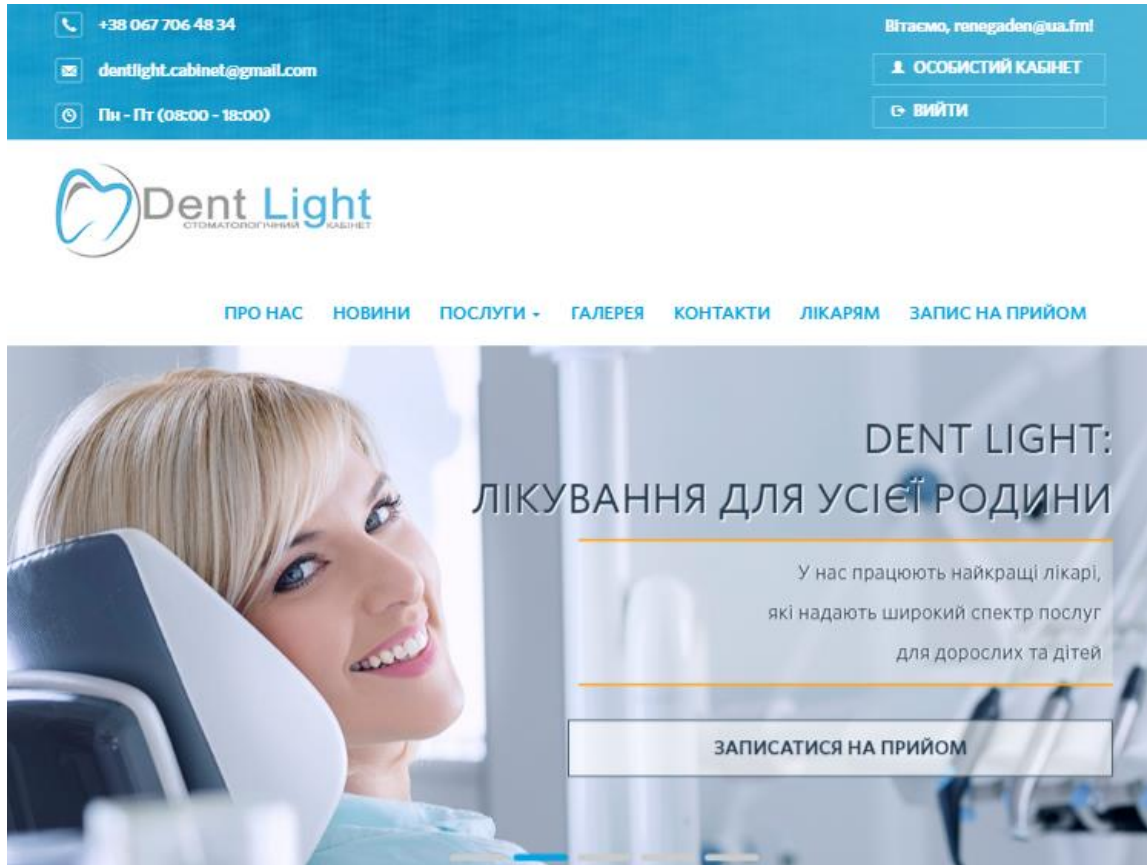 +38 067 706 48 34
dentlight.cabinet@gmail.com
Пн - Пт (08:00 - 18:00)
Вітаємо, renegaden@ua.fm!
ОСОБИСТИЙ КАБІНЕТ
ВИЙТИ
Dent Light
СТОМАТОЛОГІЧНИЙ КАБІНЕТ
ПРО НАС НОВИНИ ПОСЛУГИ ГАЛЕРЕЯ КОНТАКТИ ЛІКАРЯМ ЗАПИС НА ПРИЙОМ
DENT LIGHT:
ЛІКУВАННЯ ДЛЯ УСІЄЇ РОДИНИ
У нас працюють найкращі лікарі,
які надають широкий спектр послуг
для дорослих та дітей
ЗАПИСАТИСЯ НА ПРИЙОМ